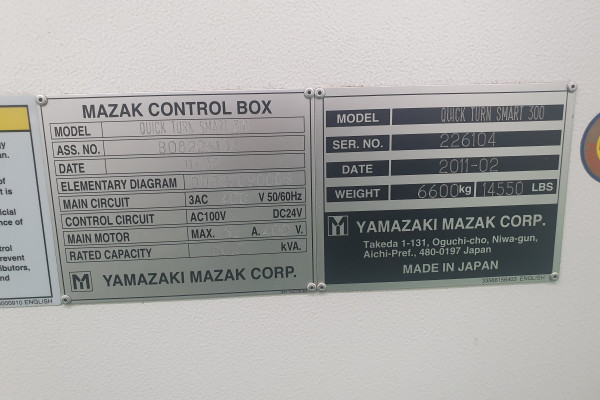 MAZAK CONTROL BOX
MODEL QUICK TURN SMART 300
ASS. NO.
DATE
ELEMENTARY DIAGRAM
MAIN CIRCUIT 3AC V 50/60Hz
CONTROL CIRCUIT AC100V DC24V
MAIN MOTOR MAX. A. V.
RATED CAPACITY kVA.
YAMAZAKI MAZAK CORP.
MODEL QUICK TURN SMART 300
SER. NO. 226104
DATE 2011-02
WEIGHT 6600kg 14550 LBS
YAMAZAKI MAZAK CORP.
Takeda 1-131, Oguchi-cho, Niwa-gun,
Aichi-Pref., 480-0197 Japan
MADE IN JAPAN
ENGLISH
ENGLISH